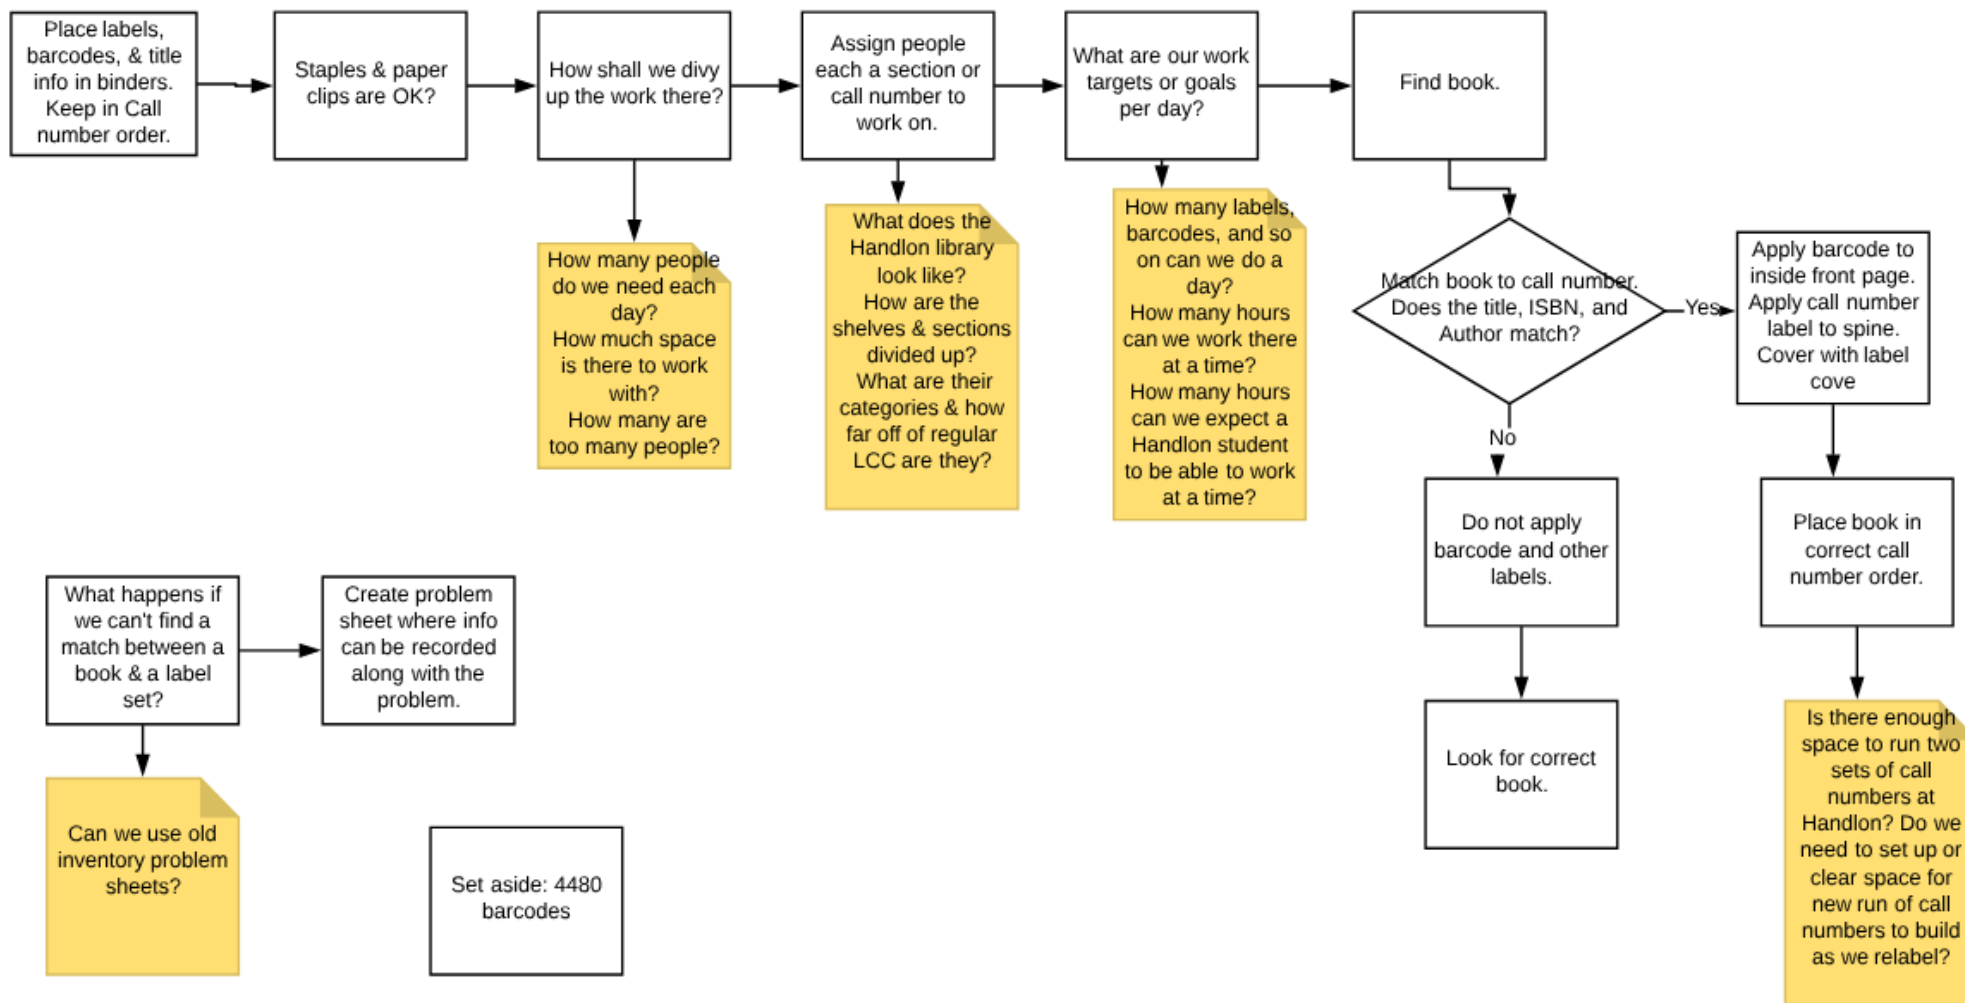 Place labels,
barcodes, & title
info in binders.
Keep in Call
number order.
Staples & paper
clips are OK?
How shall we divy
up the work there?
Assign people
each a section or
call number to
work on.
What are our work
targets or goals
per day?
Find book.
How many people
do we need each
day?
How much space
is there to work
with?
How many are
too many people?
What does the
Handlon library
look like?
How are the
shelves & sections
divided up?
What are their
categories & how
far off of regular
LCC are they?
How many labels,
barcodes, and so
on can we do a
day?
How many hours
can we work there
at a time?
How many hours
can we expect a
Handlon student
to be able to work
at a time?
Match book to call number.
Does the title, ISBN, and
Author match?
Yes
Apply barcode to
inside front page.
Apply call number
label to spine.
Cover with label
cove
No
Do not apply
barcode and other
labels.
Place book in
correct call
number order.
Look for correct
book.
Is there enough
space to run two
sets of call
numbers at
Handlon? Do we
need to set up or
clear space for
new run of call
numbers to build
as we relabel?
What happens if
we can't find a
match between a
book & a label
set?
Create problem
sheet where info
can be recorded
along with the
problem.
Can we use old
inventory problem
sheets?
Set aside: 4480
barcodes